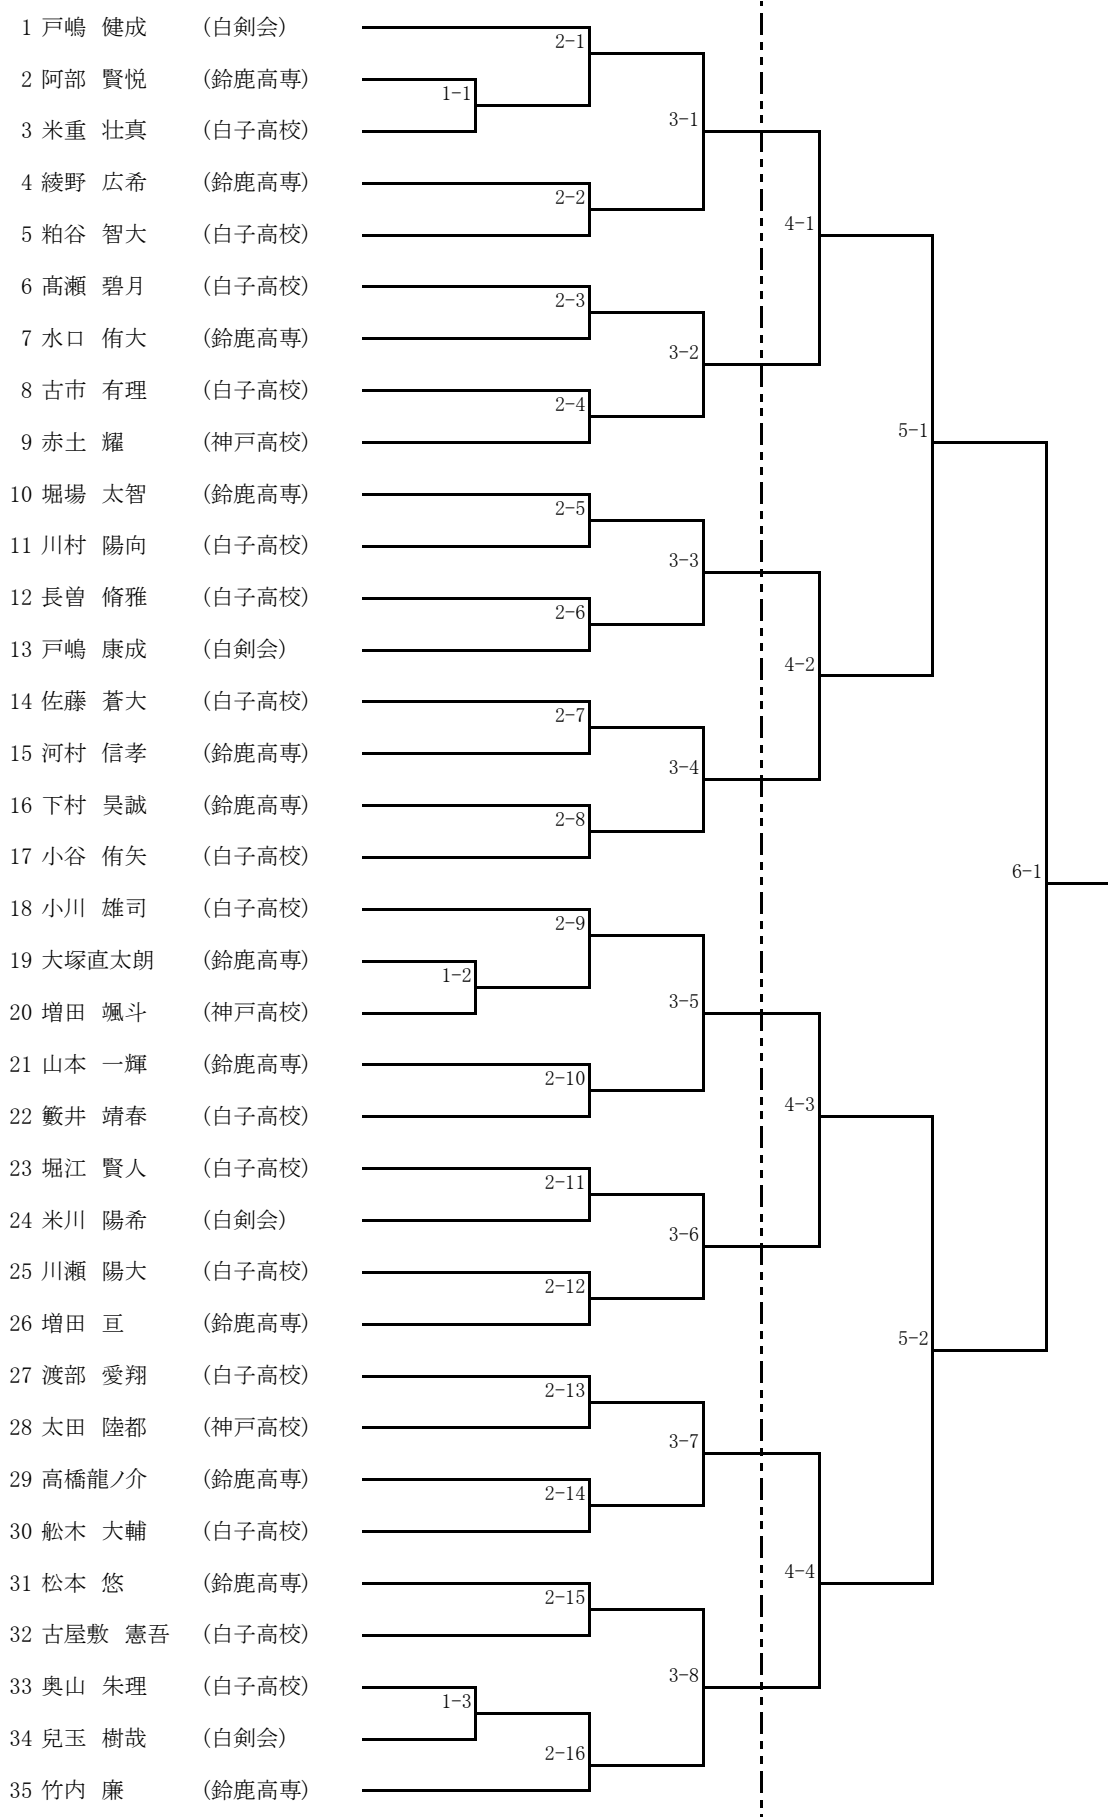 1 戸嶋 健成 (白剣会)
2-1
2 阿部 賢悦 (鈴鹿高専)
1-1
3 米重 壮真 (白子高校)
3-1
4 綾野 広希 (鈴鹿高専)
2-2
5 粕谷 智大 (白子高校)
4-1
6 髙瀬 碧月 (白子高校)
2-3
7 水口 侑大 (鈴鹿高専)
3-2
8 古市 有理 (白子高校)
2-4
9 赤土 耀 (神戸高校)
5-1
10 堀場 太智 (鈴鹿高専)
2-5
11 川村 陽向 (白子高校)
3-3
12 長曽 脩雅 (白子高校)
2-6
13 戸嶋 康成 (白剣会)
4-2
14 佐藤 蒼大 (白子高校)
2-7
15 河村 信孝 (鈴鹿高専)
3-4
16 下村 昊誠 (鈴鹿高専)
2-8
17 小谷 侑矢 (白子高校)
6-1
18 小川 雄司 (白子高校)
2-9
19 大塚直太朗 (鈴鹿高専)
1-2
20 増田 颯斗 (神戸高校)
3-5
21 山本 一輝 (鈴鹿高専)
2-10
22 籔井 靖春 (白子高校)
4-3
23 堀江 賢人 (白子高校)
2-11
24 米川 陽希 (白剣会)
3-6
25 川瀬 陽大 (白子高校)
2-12
26 増田 亘 (鈴鹿高専)
5-2
27 渡部 愛翔 (白子高校)
2-13
28 太田 陸都 (神戸高校)
3-7
29 高橋龍ノ介 (鈴鹿高専)
2-14
30 舩木 大輔 (白子高校)
4-4
31 松本 悠 (鈴鹿高専)
2-15
32 古屋敷 憲吾 (白子高校)
3-8
33 奥山 朱理 (白子高校)
1-3
34 兒玉 樹哉 (白剣会)
2-16
35 竹内 廉 (鈴鹿高専)